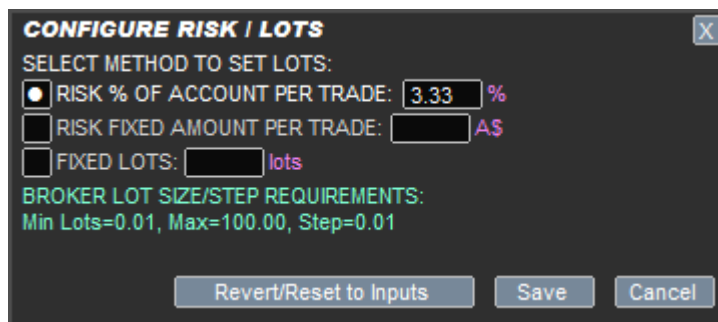 CONFIGURE RISK / LOTS
X
SELECT METHOD TO SET LOTS:
RISK % OF ACCOUNT PER TRADE: 3.33 %
RISK FIXED AMOUNT PER TRADE: A$
FIXED LOTS: lots
BROKER LOT SIZE/STEP REQUIREMENTS:
Min Lots=0.01, Max=100.00, Step=0.01
Revert/Reset to Inputs Save Cancel